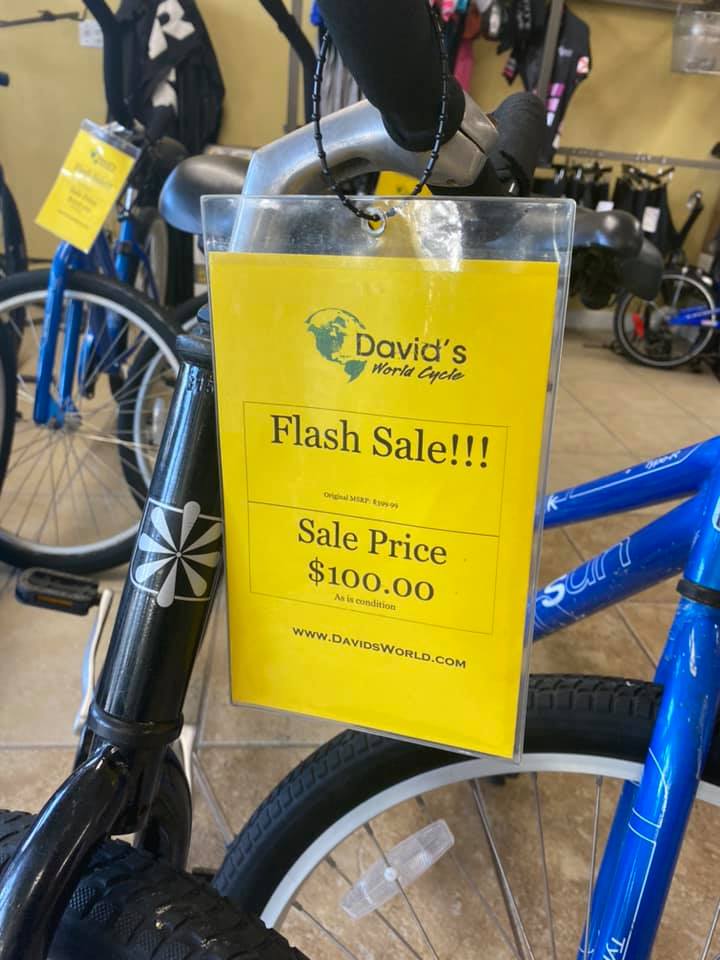 David's
World Cycle
Flash Sale!!!
Original MSRP: $399.99
Sale Price
$100.00
As is condition
www.DavidsWorld.com
sun